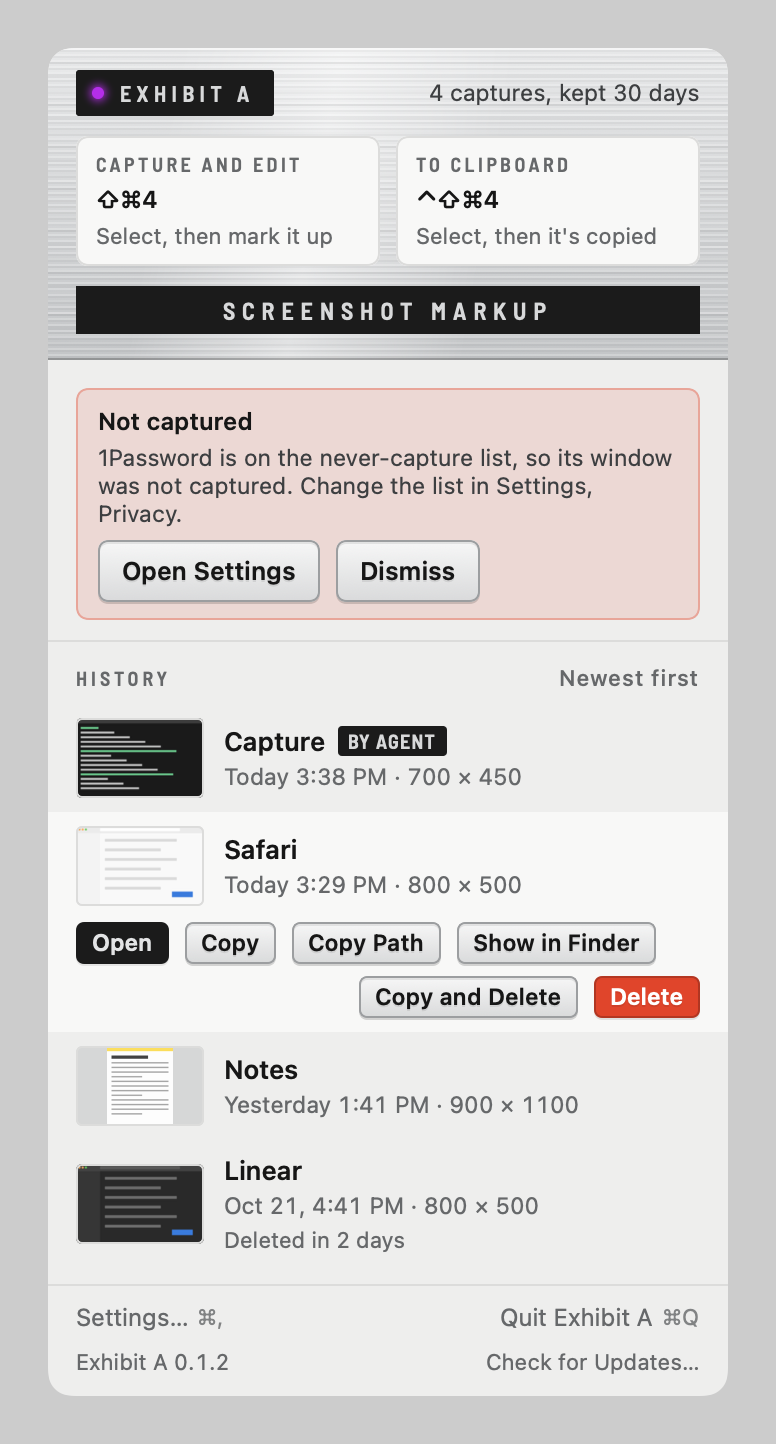 EXHIBIT A
4 captures, kept 30 days
CAPTURE AND EDIT
⇧⌘4
Select, then mark it up
TO CLIPBOARD
⌃⇧⌘4
Select, then it's copied
SCREENSHOT MARKUP
Not captured
1Password is on the never-capture list, so its window
was not captured. Change the list in Settings,
Privacy.
Open Settings
Dismiss
HISTORY
Newest first
Capture BY AGENT
Today 3:38 PM · 700 × 450
Safari
Today 3:29 PM · 800 × 500
Open
Copy
Copy Path
Show in Finder
Copy and Delete
Delete
Notes
Yesterday 1:41 PM · 900 × 1100
Linear
Oct 21, 4:41 PM · 800 × 500
Deleted in 2 days
Settings... ⌘,
Quit Exhibit A ⌘Q
Exhibit A 0.1.2
Check for Updates...